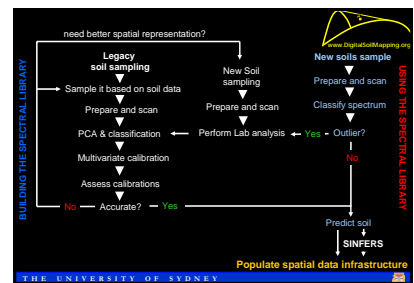 need better spatial representation?
www.DigitalSoilMapping.org
Legacy
soil sampling
New soils sample
New Soil
sampling
Sample it based on soil data
Prepare and scan
Prepare and scan
Prepare and scan
Classify spectrum
PCA & classification
Perform Lab analysis
Yes
Outlier?
Multivariate calibration
No
Assess calibrations
No
Accurate?
Yes
Predict soil
SINFERS
Populate spatial data infrastructure
BUILDING THE SPECTRAL LIBRARY
USING THE SPECTRAL LIBRARY
THE UNIVERSITY OF SYDNEY